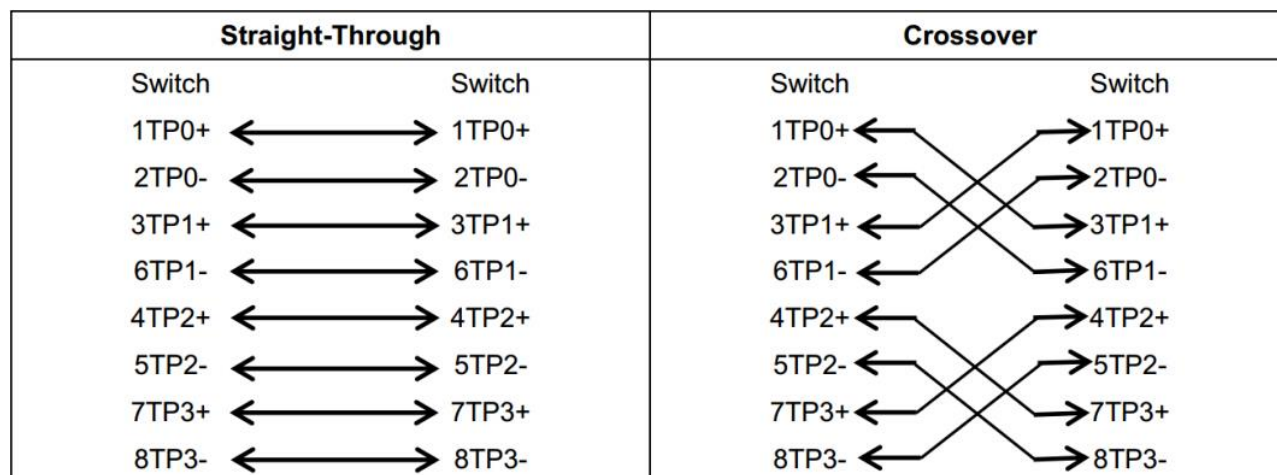 Straight-Through Crossover
Switch Switch Switch Switch
1TP0+ 1TP0+ 1TP0+ 1TP0+
2TP0- 2TP0- 2TP0- 2TP0-
3TP1+ 3TP1+ 3TP1+ 3TP1+
6TP1- 6TP1- 6TP1- 6TP1-
4TP2+ 4TP2+ 4TP2+ 4TP2+
5TP2- 5TP2- 5TP2- 5TP2-
7TP3+ 7TP3+ 7TP3+ 7TP3+
8TP3- 8TP3- 8TP3- 8TP3-